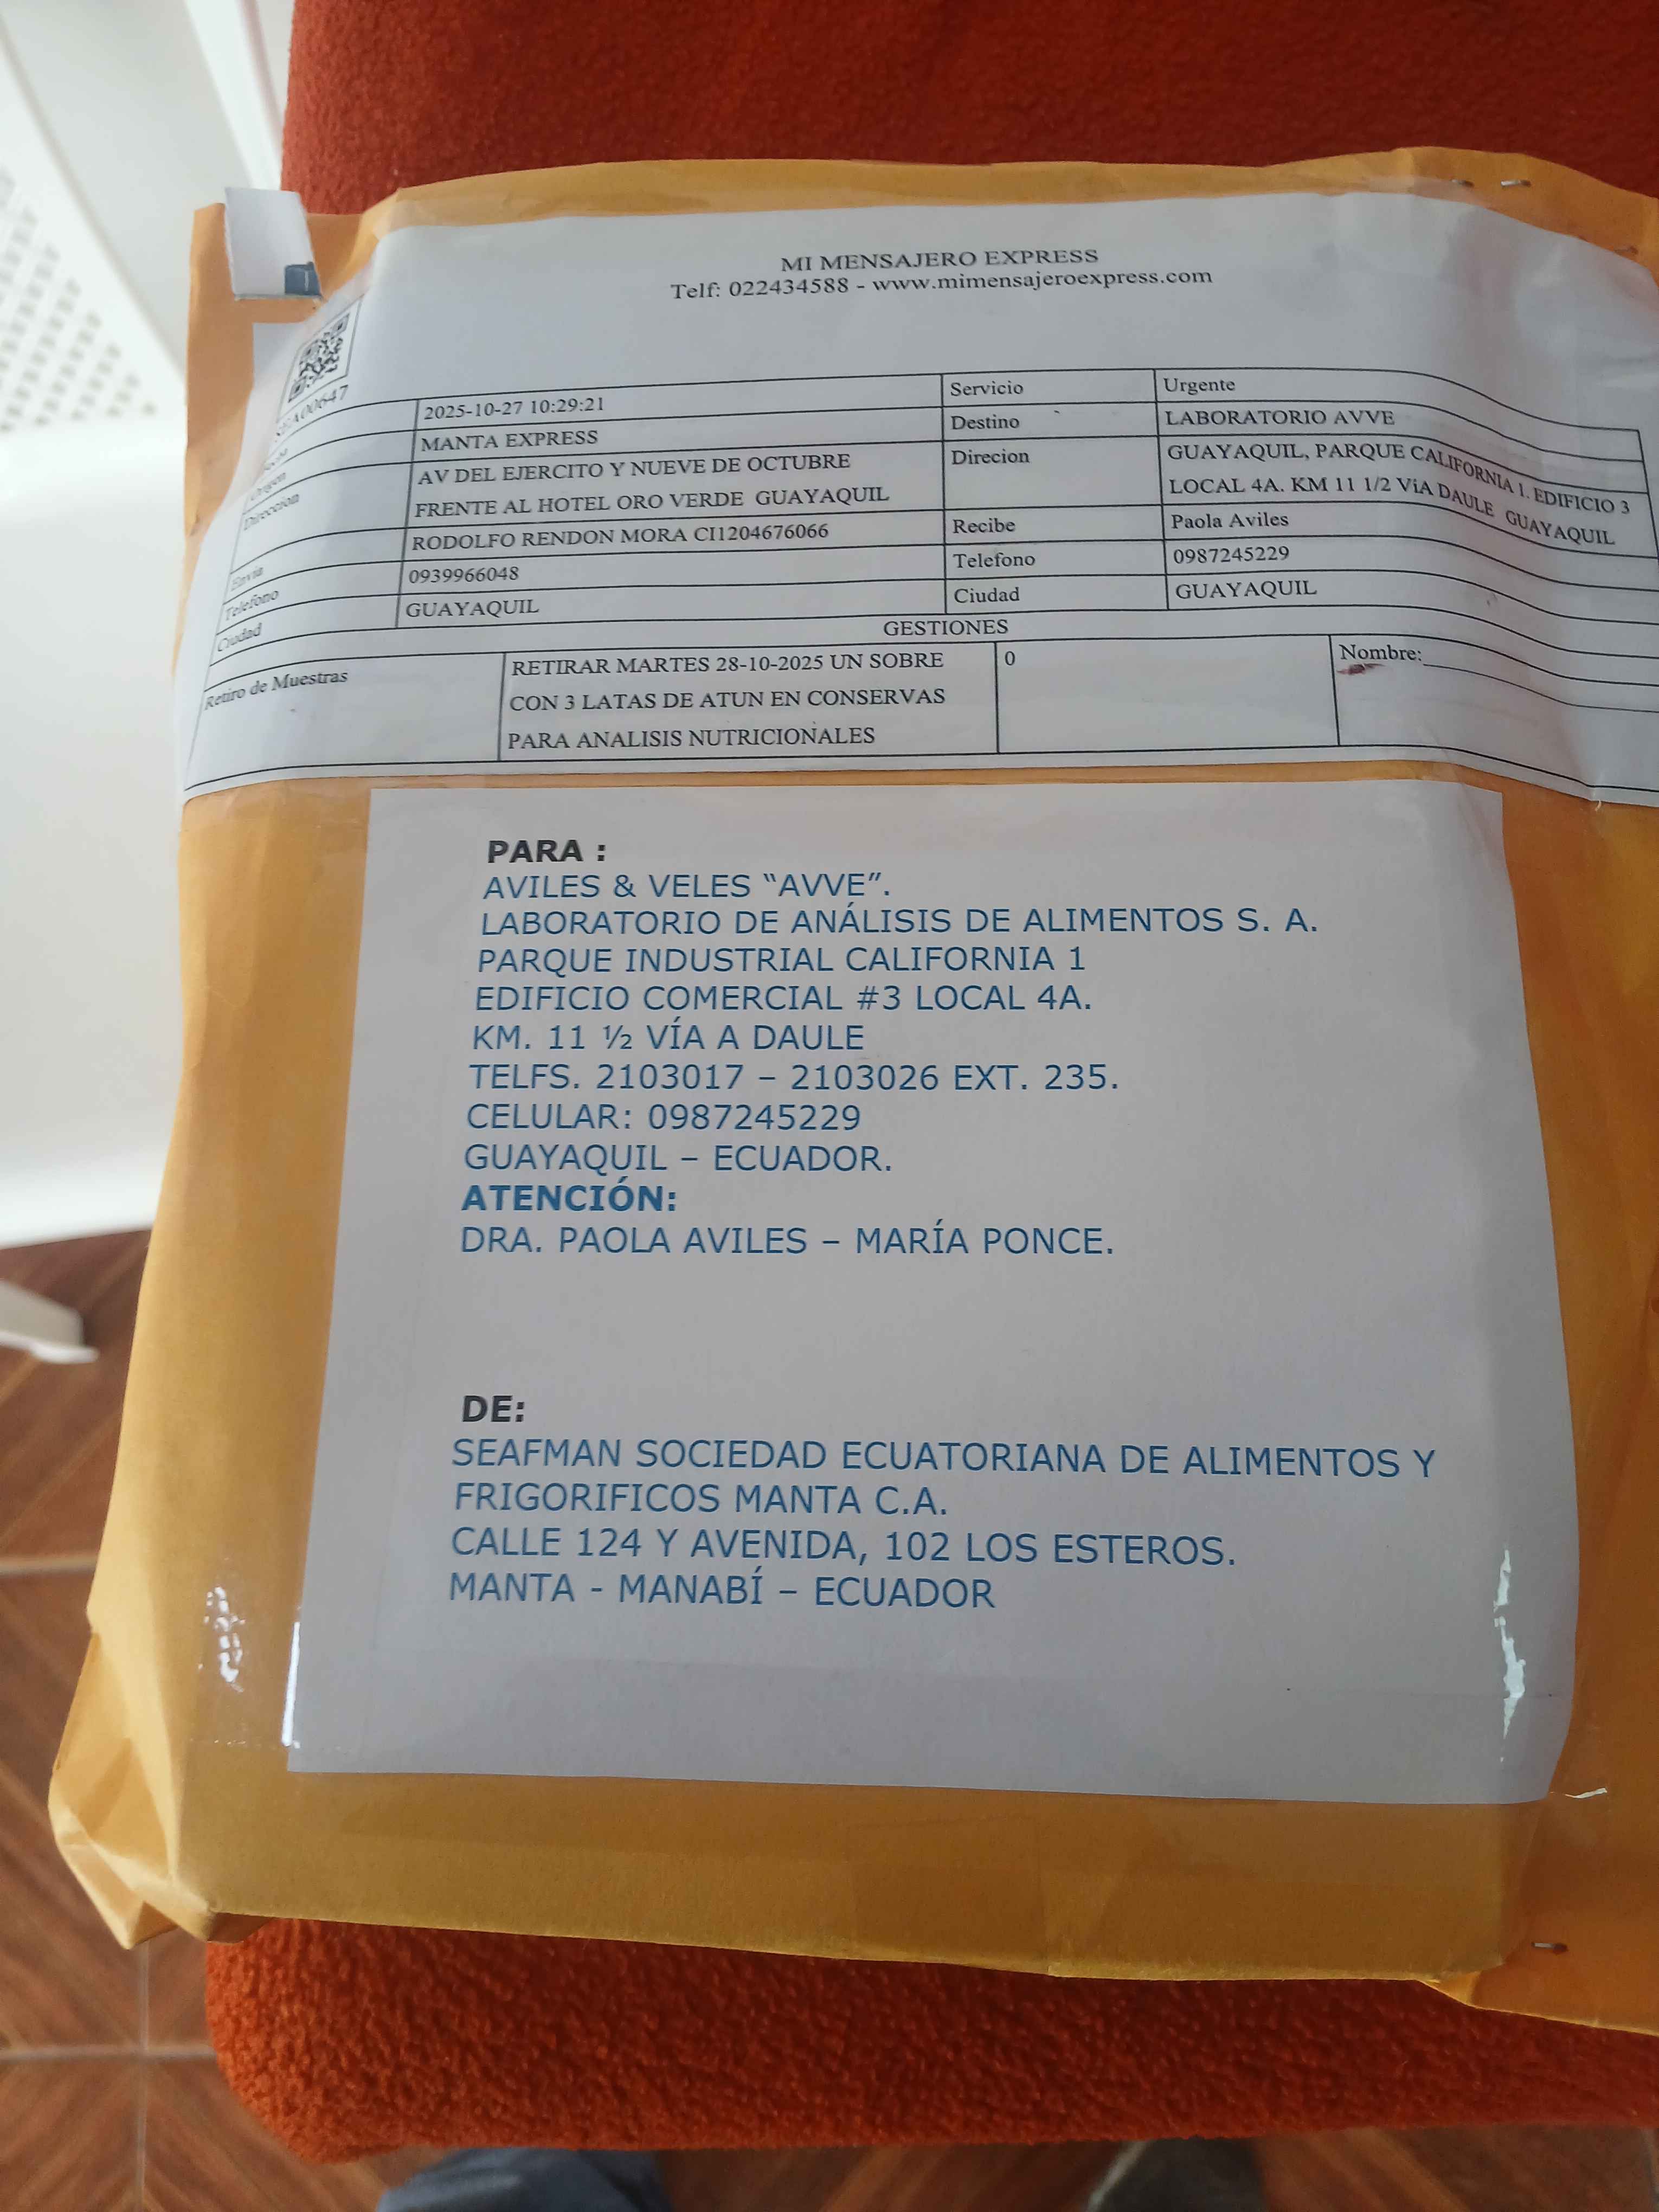 MI MENSAJERO EXPRESS
Telf: 022434588 - www.mimensajeroexpress.com
A00647
2025-10-27 10:29:21 Servicio Urgente
Origen MANTA EXPRESS Destino LABORATORIO AVVE
Direccion AV DEL EJERCITO Y NUEVE DE OCTUBRE Direcion GUAYAQUIL, PARQUE CALIFORNIA 1. EDIFICIO 3
FRENTE AL HOTEL ORO VERDE GUAYAQUIL LOCAL 4A. KM 11 1/2 ViA DAULE GUAYAQUIL
Envia RODOLFO RENDON MORA CI1204676066 Recibe Paola Aviles
Telefono 0939966048 Telefono 0987245229
Ciudad GUAYAQUIL Ciudad GUAYAQUIL
GESTIONES
Retiro de Muestras RETIRAR MARTES 28-10-2025 UN SOBRE 0 Nombre:
CON 3 LATAS DE ATUN EN CONSERVAS
PARA ANALISIS NUTRICIONALES
PARA :
AVILES & VELES “AVVE”.
LABORATORIO DE ANÁLISIS DE ALIMENTOS S. A.
PARQUE INDUSTRIAL CALIFORNIA 1
EDIFICIO COMERCIAL #3 LOCAL 4A.
KM. 11 ½ VÍA A DAULE
TELFS. 2103017 – 2103026 EXT. 235.
CELULAR: 0987245229
GUAYAQUIL – ECUADOR.
ATENCIÓN:
DRA. PAOLA AVILES – MARÍA PONCE.
DE:
SEAFMAN SOCIEDAD ECUATORIANA DE ALIMENTOS Y
FRIGORIFICOS MANTA C.A.
CALLE 124 Y AVENIDA, 102 LOS ESTEROS.
MANTA - MANABÍ – ECUADOR